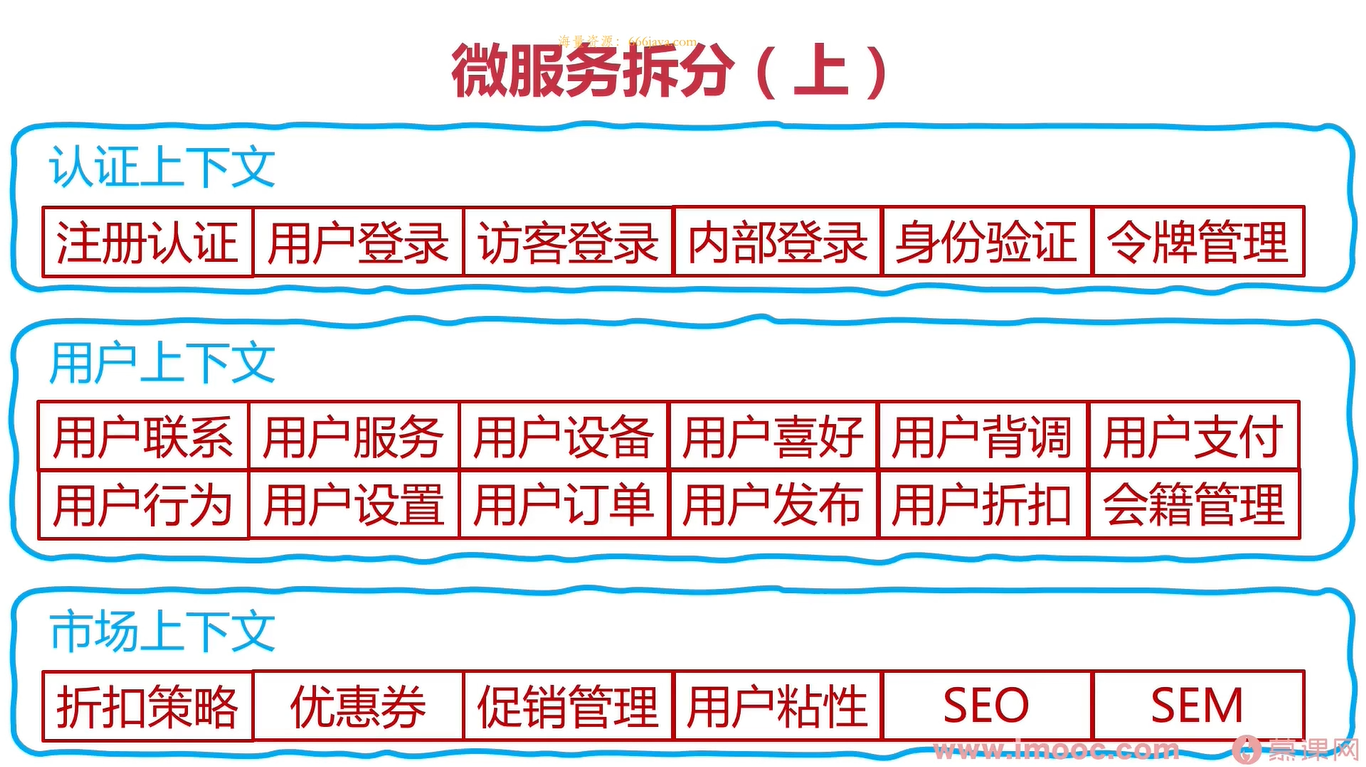 海量资源：666java.com
微服务拆分（上）
认证上下文
注册认证 用户登录 访客登录 内部登录 身份验证 令牌管理
用户上下文
用户联系 用户服务 用户设备 用户喜好 用户背调 用户支付
用户行为 用户设置 用户订单 用户发布 用户折扣 会籍管理
市场上下文
折扣策略 优惠券 促销管理 用户粘性 SEO SEM
www.imooc.com 慕课网